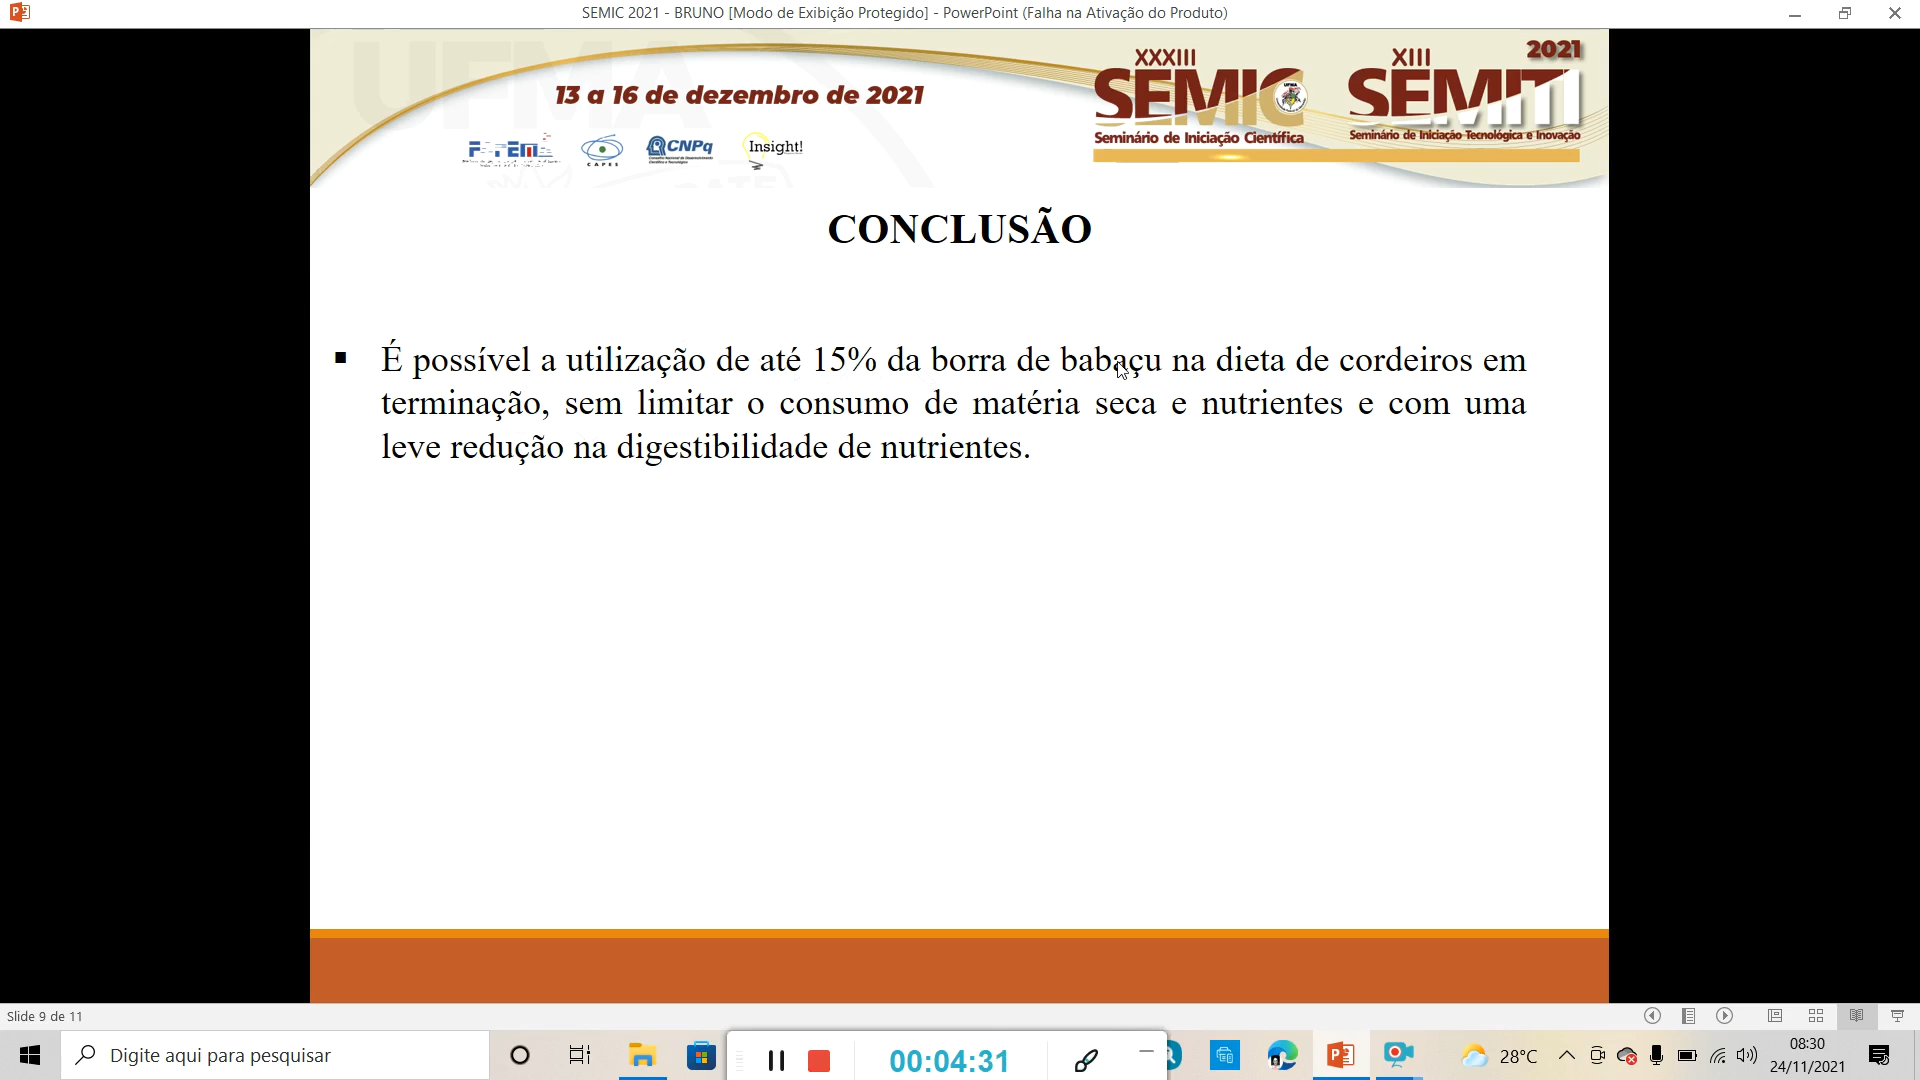 SEMIC 2021 - BRUNO [Modo de Exibição Protegido] - PowerPoint (Falha na Ativação do Produto)
13 a 16 de dezembro de 2021
XXXIII
SEMIC
Seminário de Iniciação Científica
XIII
2021
SEMITI
Seminário de Iniciação Tecnológica e Inovação
CAPES
CNPq
Insight!
CONCLUSÃO
▪ É possível a utilização de até 15% da borra de babaçu na dieta de cordeiros em
terminação, sem limitar o consumo de matéria seca e nutrientes e com uma
leve redução na digestibilidade de nutrientes.
Slide 9 de 11
Digite aqui para pesquisar
00:04:31
28°C
08:30
24/11/2021